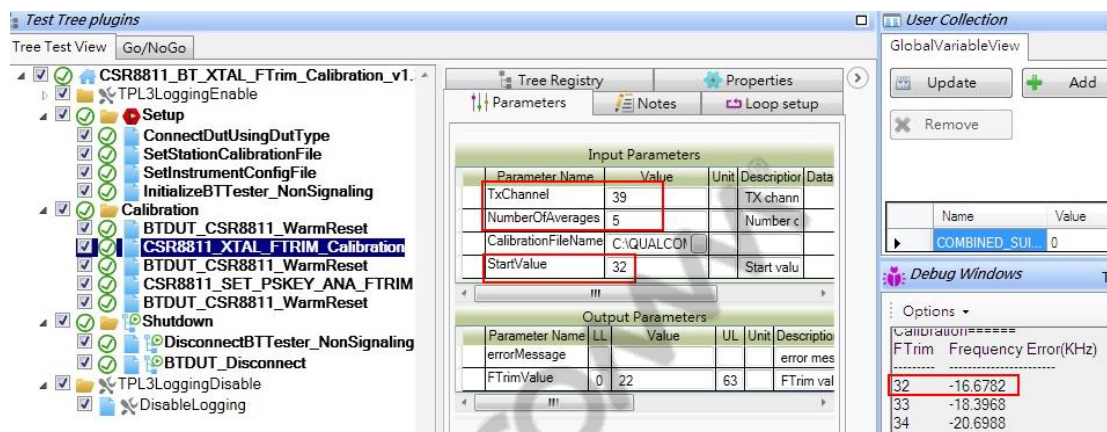 Test Tree plugins
Tree Test View Go/NoGo
CSR8811_BT_XTAL_FTrim_Calibration_v1.
TPL3LoggingEnable
Setup
ConnectDutUsingDutType
SetStationCalibrationFile
SetInstrumentConfigFile
InitializeBTTester_NonSignaling
Calibration
BTDUT_CSR8811_WarmReset
CSR8811_XTAL_FTRIM_Calibration
BTDUT_CSR8811_WarmReset
CSR8811_SET_PSKEY_ANA_FTRIM
BTDUT_CSR8811_WarmReset
Shutdown
DisconnectBTTester_NonSignaling
BTDUT_Disconnect
TPL3LoggingDisable
DisableLogging
Tree Registry Properties
Parameters Notes Loop setup
Input Parameters
Parameter Name Value Unit Description Data
TxChannel 39 TX chann
NumberOfAverages 5 Number c
CalibrationFileName C:\QUALCON
StartValue 32 Start valu
Output Parameters
Parameter Name LL Value UL Unit Descriptio
errorMessage error mes
FTrimValue 0 22 63 FTrim val
User Collection
GlobalVariableView
Update Add
Remove
Name Value
COMBINED_SUI... 0
Debug Windows T
Options
Calibration======
FTrim Frequency Error(KHz)
-------- ----------------------
32 -16.6782
33 -18.3968
34 -20.6988